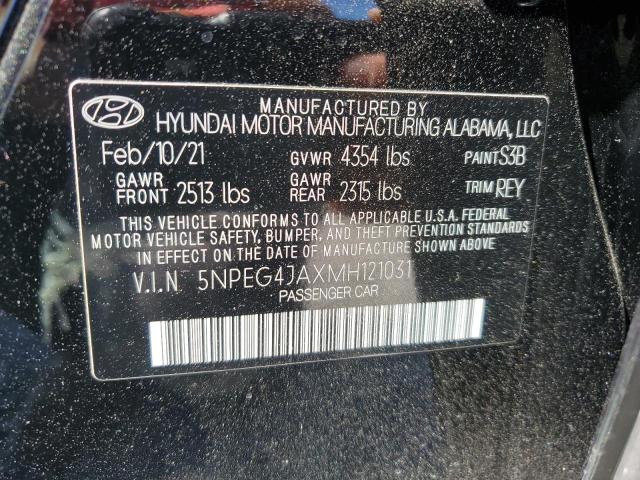 MANUFACTURED BY
HYUNDAI MOTOR MANUFACTURING ALABAMA, LLC
Feb/10/21 GVWR 4354 lbs PAINT S3B
GAWR FRONT 2513 lbs GAWR REAR 2315 lbs TRIM REY
THIS VEHICLE CONFORMS TO ALL APPLICABLE U.S.A. FEDERAL
MOTOR VEHICLE SAFETY, BUMPER, AND THEFT PREVENTION STANDARDS
IN EFFECT ON THE DATE OF MANUFACTURE SHOWN ABOVE.
V.I.N 5NPEG4JAXMH121031
PASSENGER CAR